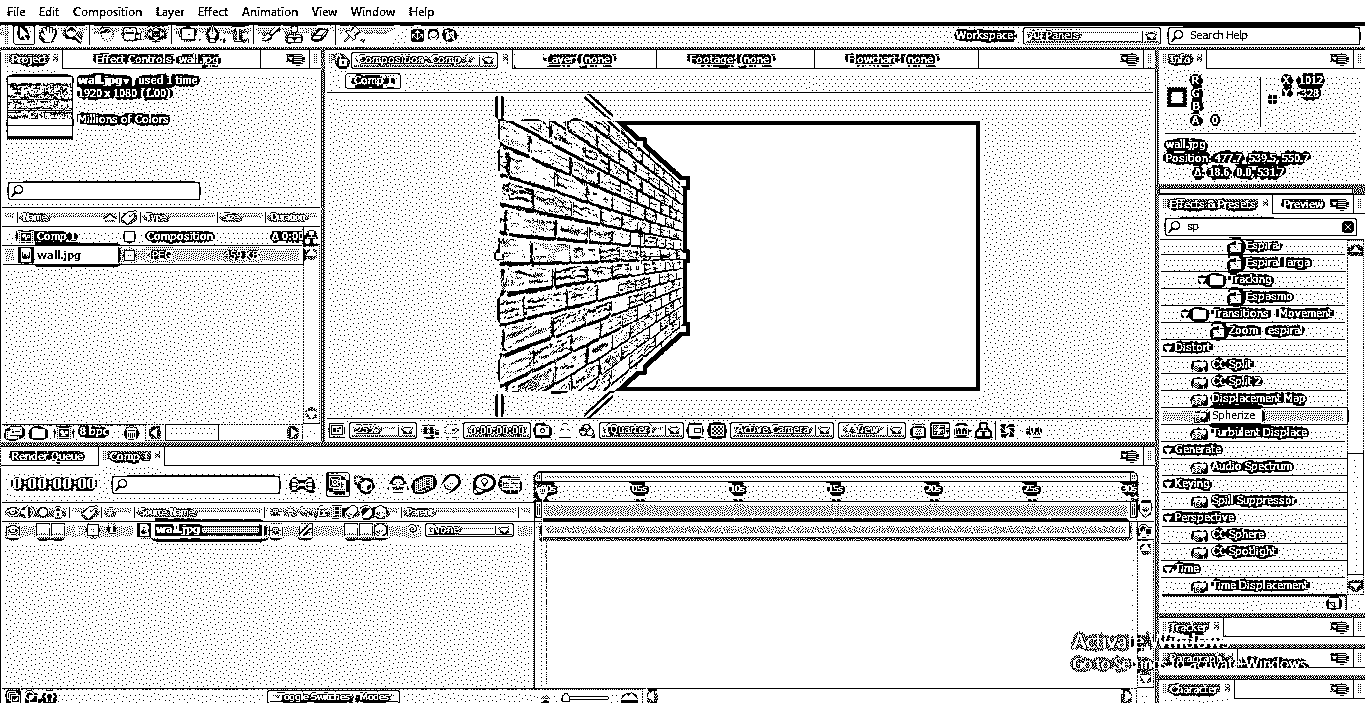 File Edit Composition Layer Effect Animation View Window Help
Workspace: All Panels Search Help
Project Effect Controls: wall.jpg
wall.jpg used 1 time
1920 x 1080 (1.00)
Millions of Colors
Name Type Size Duration
Comp 1 Composition Δ 0:00
wall.jpg JPEG
8 bpc
Composition: Comp 1 Layer: (none) Footage: (none) Flowchart: (none)
Comp 1
25% 0:00:00:00 Quarter Active Camera 1 View
Info
R X: 1012
G Y: 328
B
A 0
wall.jpg
Position: 477.7, 539.5, 550.7
Δ: 18.6, 0.0, 531.7
Effects & Presets Preview
sp
Espiral
Espiral larga
Tracking
Espasmo
Transitions - Movement
Zoom - espiral
Distort
CC Split
CC Split 2
Displacement Map
Spherize
Turbulent Displace
Generate
Audio Spectrum
Keying
Spill Suppressor
Perspective
CC Sphere
CC Spotlight
Time
Time Displacement
Tracker
Paragraph
Character
Render Queue Comp 1
0:00:00:00
Source Name Parent
wall.jpg None
05s 10s 15s 20s 25s 30s
Toggle Switches / Modes
Activate Windows
Go to activate Windows.